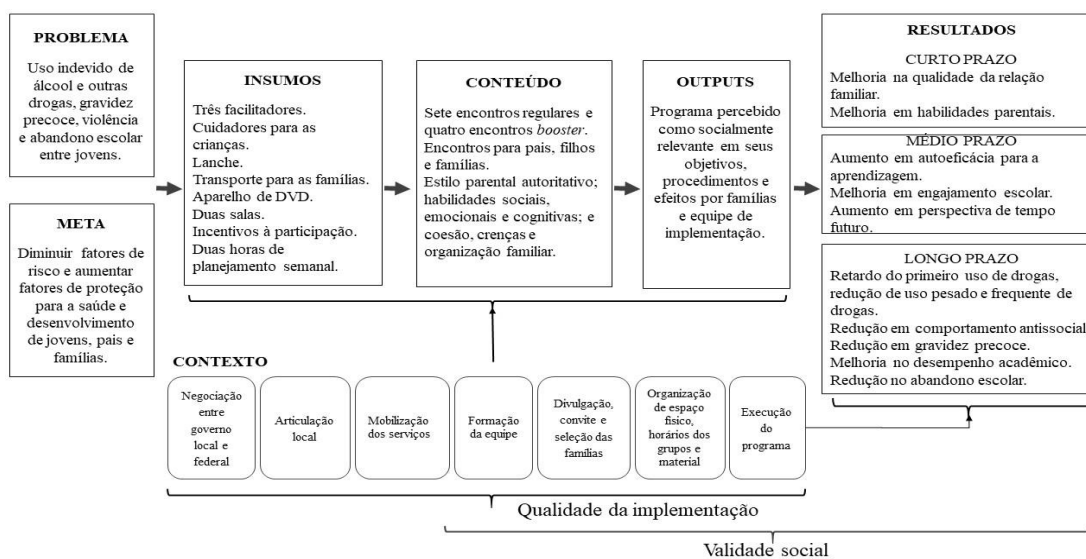 PROBLEMA
Uso indevido de
álcool e outras
drogas, gravidez
precoce, violência
e abandono escolar
entre jovens.
META
Diminuir fatores de
risco e aumentar
fatores de proteção
para a saúde e
desenvolvimento
de jovens, pais e
famílias.
INSUMOS
Três facilitadores.
Cuidadores para as
crianças.
Lanche.
Transporte para as famílias.
Aparelho de DVD.
Duas salas.
Incentivos à participação.
Duas horas de
planejamento semanal.
CONTEÚDO
Sete encontros regulares e
quatro encontros booster.
Encontros para pais, filhos
e famílias.
Estilo parental autoritativo;
habilidades sociais,
emocionais e cognitivas; e
coesão, crenças e
organização familiar.
OUTPUTS
Programa percebido
como socialmente
relevante em seus
objetivos,
procedimentos e
efeitos por famílias
e equipe de
implementação.
RESULTADOS
CURTO PRAZO
Melhoria na qualidade da relação
familiar.
Melhoria em habilidades parentais.
MÉDIO PRAZO
Aumento em autoeficácia para a
aprendizagem.
Melhoria em engajamento escolar.
Aumento em perspectiva de tempo
futuro.
LONGO PRAZO
Retardo do primeiro uso de drogas,
redução de uso pesado e frequente de
drogas.
Redução em comportamento antissocial
Redução em gravidez precoce.
Melhoria no desempenho acadêmico.
Redução no abandono escolar.
CONTEXTO
Negociação
entre
governo
local e
federal
Articulação
local
Mobilização
dos serviços
Formação
da equipe
Divulgação,
convite e
seleção das
famílias
Organização
de espaço
físico,
horários dos
grupos e
material
Execução
do
programa
Qualidade da implementação
Validade social